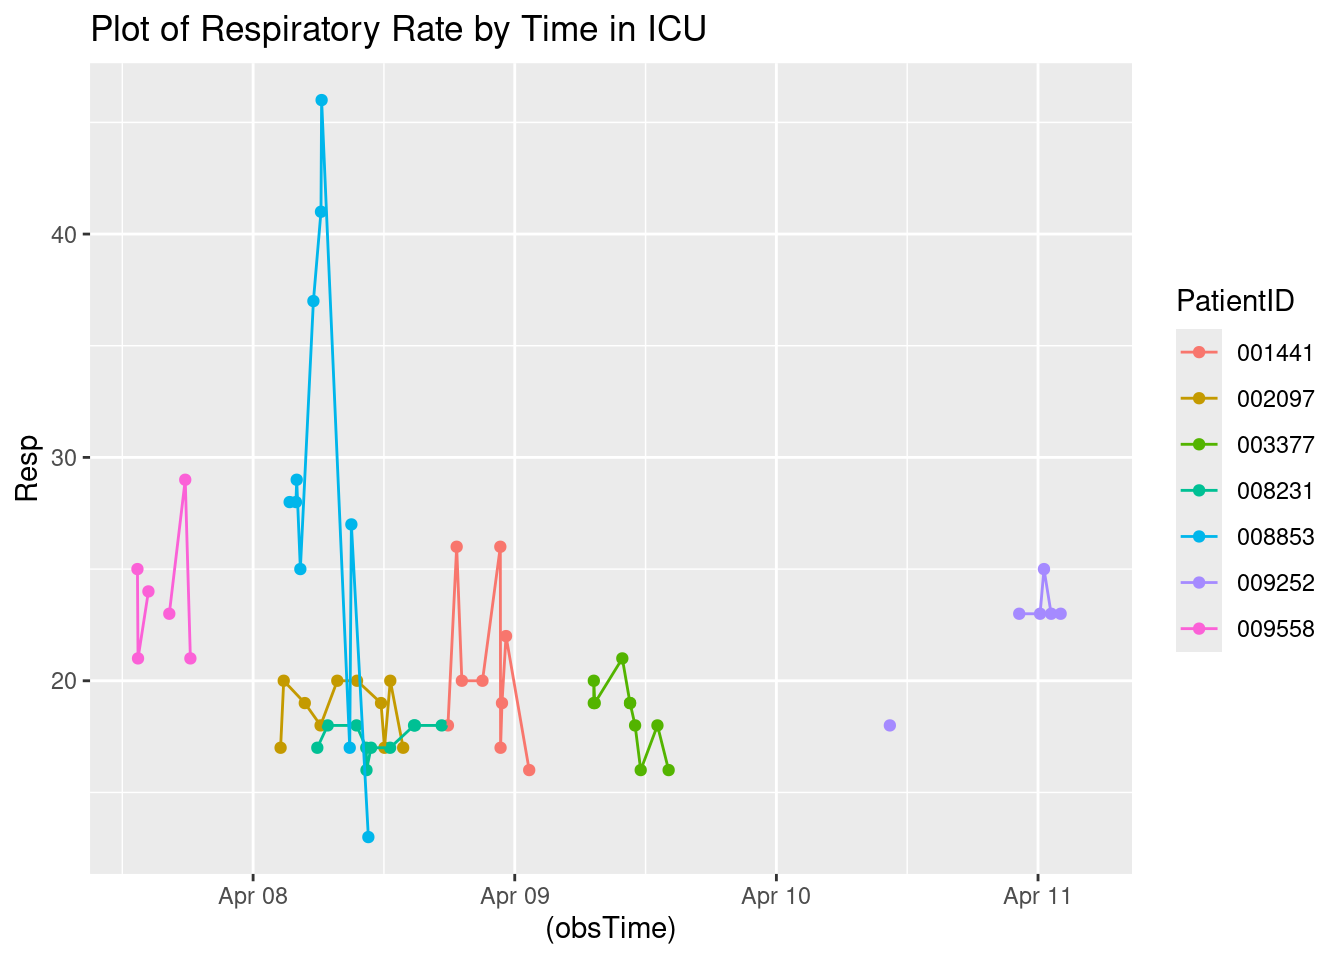 Plot of Respiratory Rate by Time in ICU
Resp
40
30
20
Apr 08
Apr 09
Apr 10
Apr 11
(obsTime)
PatientID
001441
002097
003377
008231
008853
009252
009558